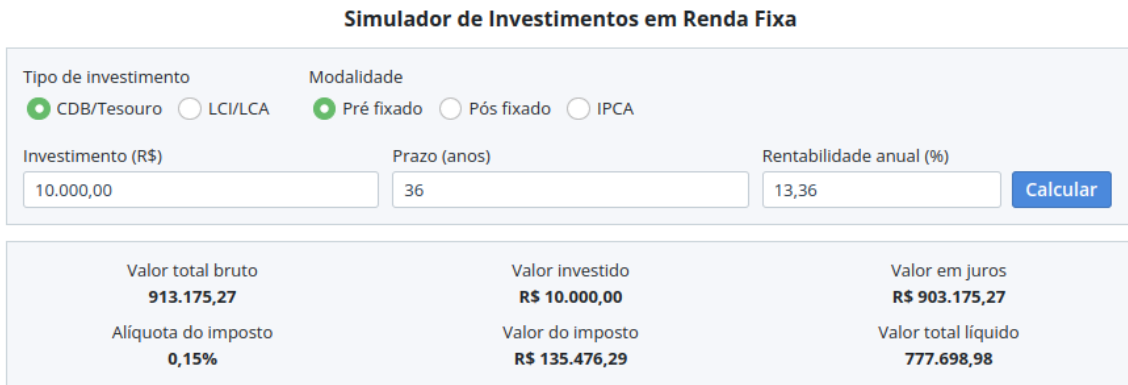 Simulador de Investimentos em Renda Fixa
Tipo de investimento Modalidade
CDB/Tesouro LCI/LCA Pré fixado Pós fixado IPCA
Investimento (R$) Prazo (anos) Rentabilidade anual (%)
10.000,00 36 13,36 Calcular
Valor total bruto Valor investido Valor em juros
913.175,27 R$ 10.000,00 R$ 903.175,27
Alíquota do imposto Valor do imposto Valor total líquido
0,15% R$ 135.476,29 777.698,98